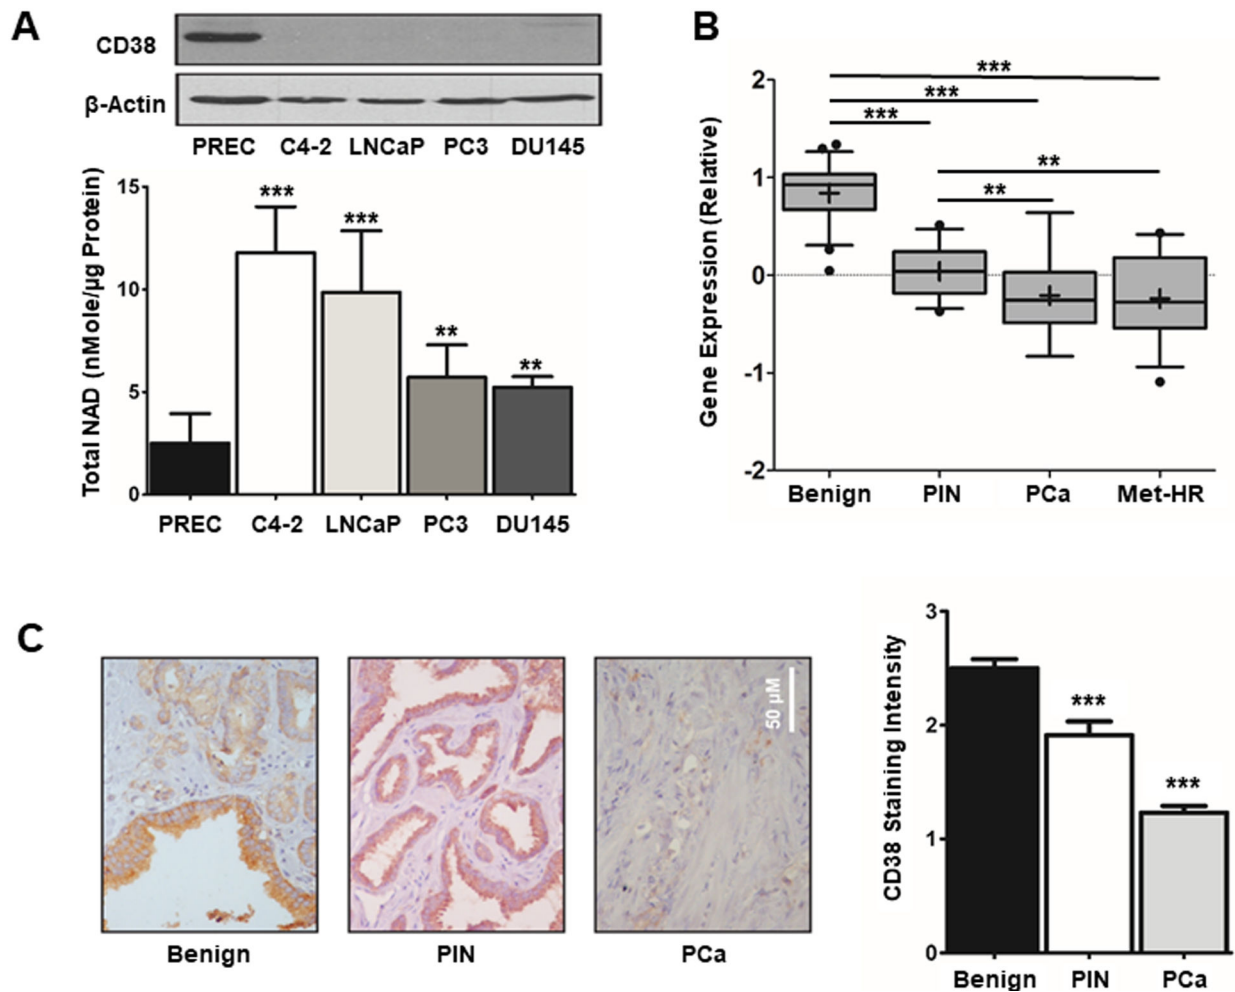 A
CD38
β-Actin
PREC C4-2 LNCaP PC3 DU145
Total NAD (nMole/µg Protein)
15
10
5
0
***
***
**
**
PREC C4-2 LNCaP PC3 DU145
B
Gene Expression (Relative)
2
1
0
-1
-2
***
***
***
**
**
Benign PIN PCa Met-HR
C
50 µM
Benign PIN PCa
CD38 Staining Intensity
3
2
1
0
***
***
Benign PIN PCa